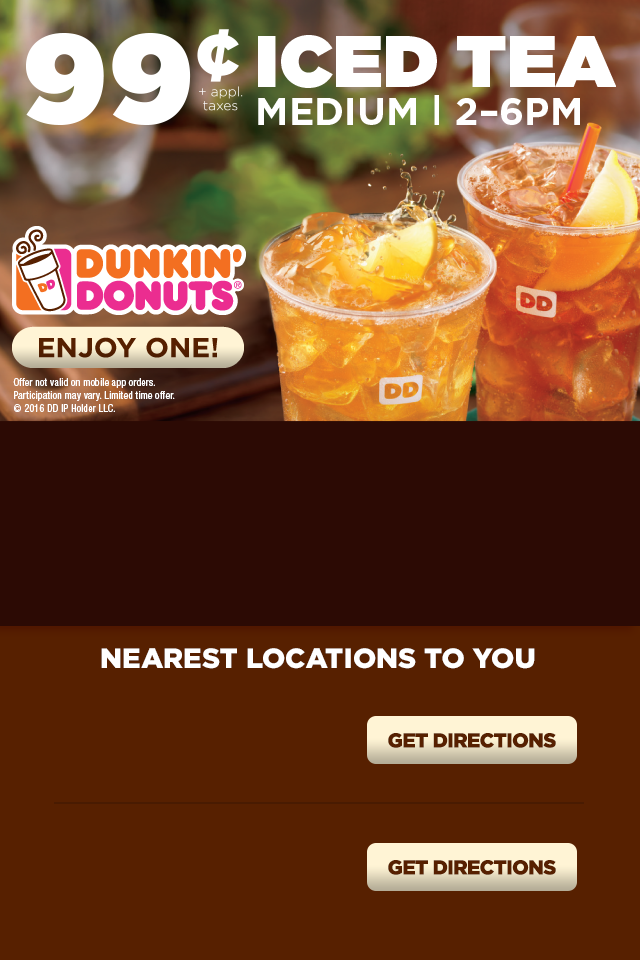 99¢ ICED TEA
+ appl. taxes
MEDIUM | 2–6PM
DD
DUNKIN'
DONUTS®
DD
DD
ENJOY ONE!
Offer not valid on mobile app orders.
Participation may vary. Limited time offer.
© 2016 DD IP Holder LLC.
NEAREST LOCATIONS TO YOU
GET DIRECTIONS
GET DIRECTIONS